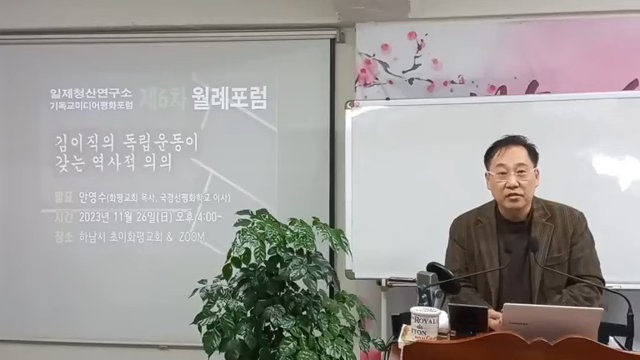 일제청산연구소
기독교미디어평화포럼
제6차 월례포럼
김이직의 독립운동이
갖는 역사적 의의
발표 안영수(화평교회 목사, 국경선평화학교 이사)
시간 2023년 11월 26일(日) 오후 4:00~
장소 하남시 초이화평교회 & ZOOM
ROYAL
TON